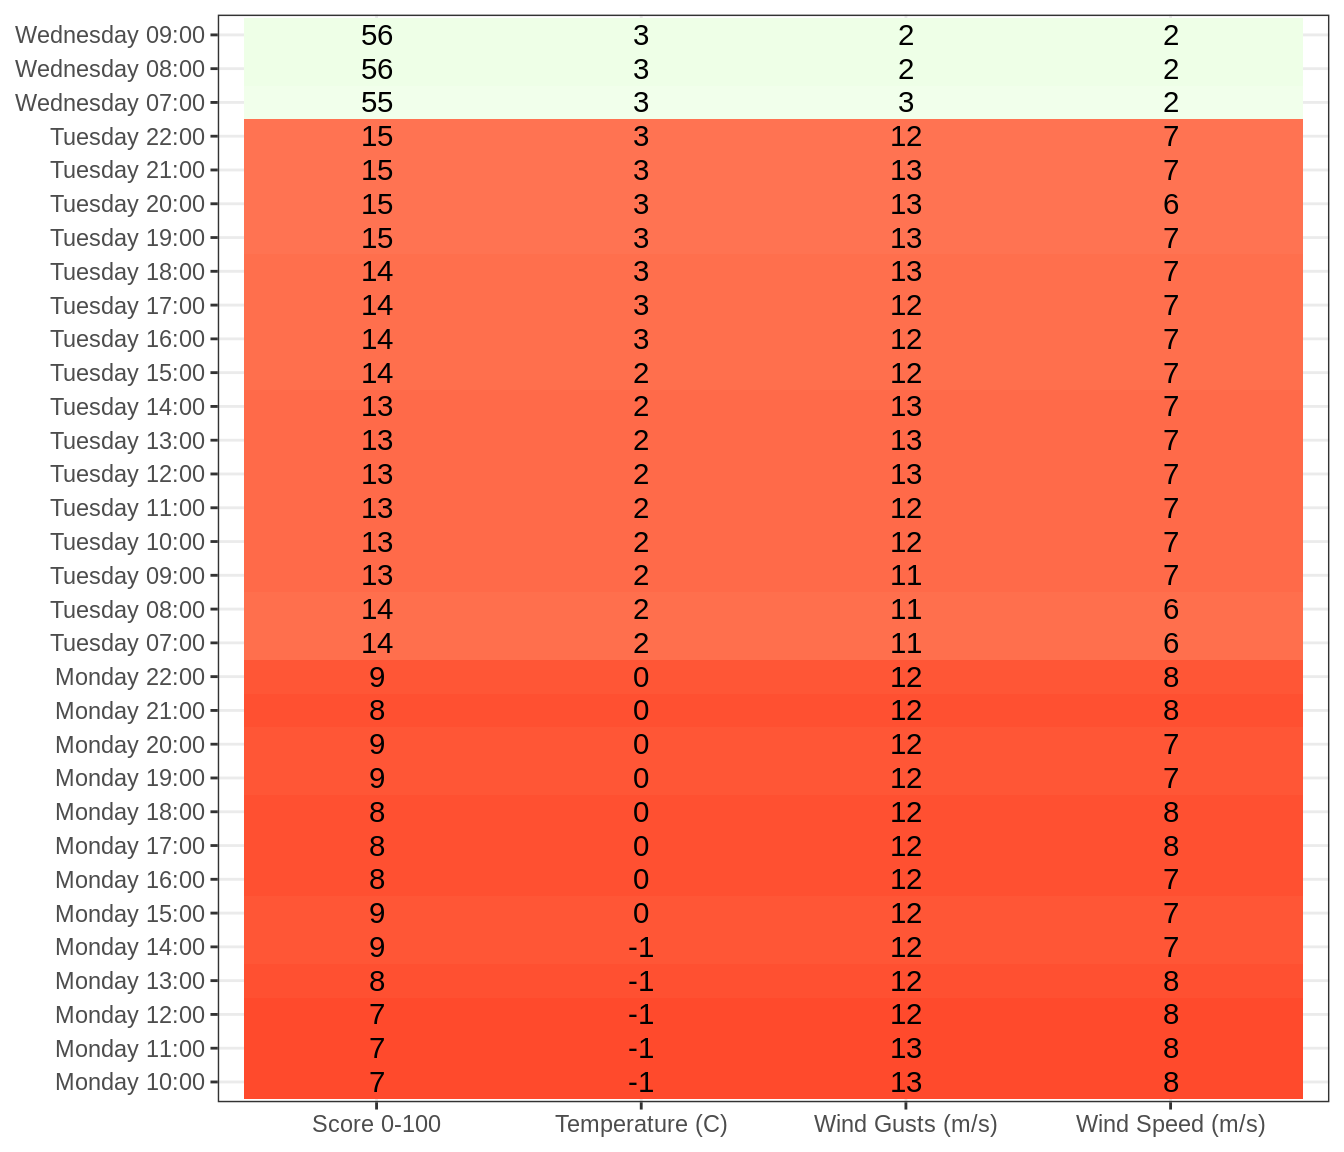 Wednesday 09:00 56 3 2 2
Wednesday 08:00 56 3 2 2
Wednesday 07:00 55 3 3 2
Tuesday 22:00 15 3 12 7
Tuesday 21:00 15 3 13 7
Tuesday 20:00 15 3 13 6
Tuesday 19:00 15 3 13 7
Tuesday 18:00 14 3 13 7
Tuesday 17:00 14 3 12 7
Tuesday 16:00 14 3 12 7
Tuesday 15:00 14 2 12 7
Tuesday 14:00 13 2 13 7
Tuesday 13:00 13 2 13 7
Tuesday 12:00 13 2 13 7
Tuesday 11:00 13 2 12 7
Tuesday 10:00 13 2 12 7
Tuesday 09:00 13 2 11 7
Tuesday 08:00 14 2 11 6
Tuesday 07:00 14 2 11 6
Monday 22:00 9 0 12 8
Monday 21:00 8 0 12 8
Monday 20:00 9 0 12 7
Monday 19:00 9 0 12 7
Monday 18:00 8 0 12 8
Monday 17:00 8 0 12 8
Monday 16:00 8 0 12 7
Monday 15:00 9 0 12 7
Monday 14:00 9 -1 12 7
Monday 13:00 8 -1 12 8
Monday 12:00 7 -1 12 8
Monday 11:00 7 -1 13 8
Monday 10:00 7 -1 13 8
Score 0-100 Temperature (C) Wind Gusts (m/s) Wind Speed (m/s)